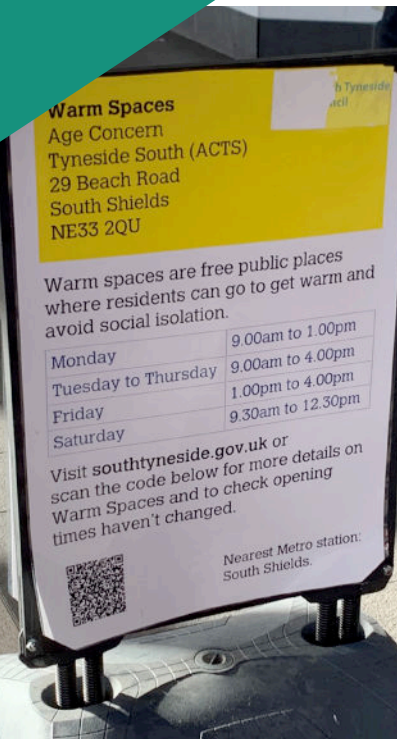 Warm Spaces
Age Concern
Tyneside South (ACTS)
29 Beach Road
South Shields
NE33 2QU
Tyneside
Warm spaces are free public places
where residents can go to get warm and
avoid social isolation.
Monday 9.00am to 1.00pm
Tuesday to Thursday 9.00am to 4.00pm
Friday 1.00pm to 4.00pm
Saturday 9.30am to 12.30pm
Visit southtyneside.gov.uk or
scan the code below for more details on
Warm Spaces and to check opening
times haven't changed.
Nearest Metro station:
South Shields.